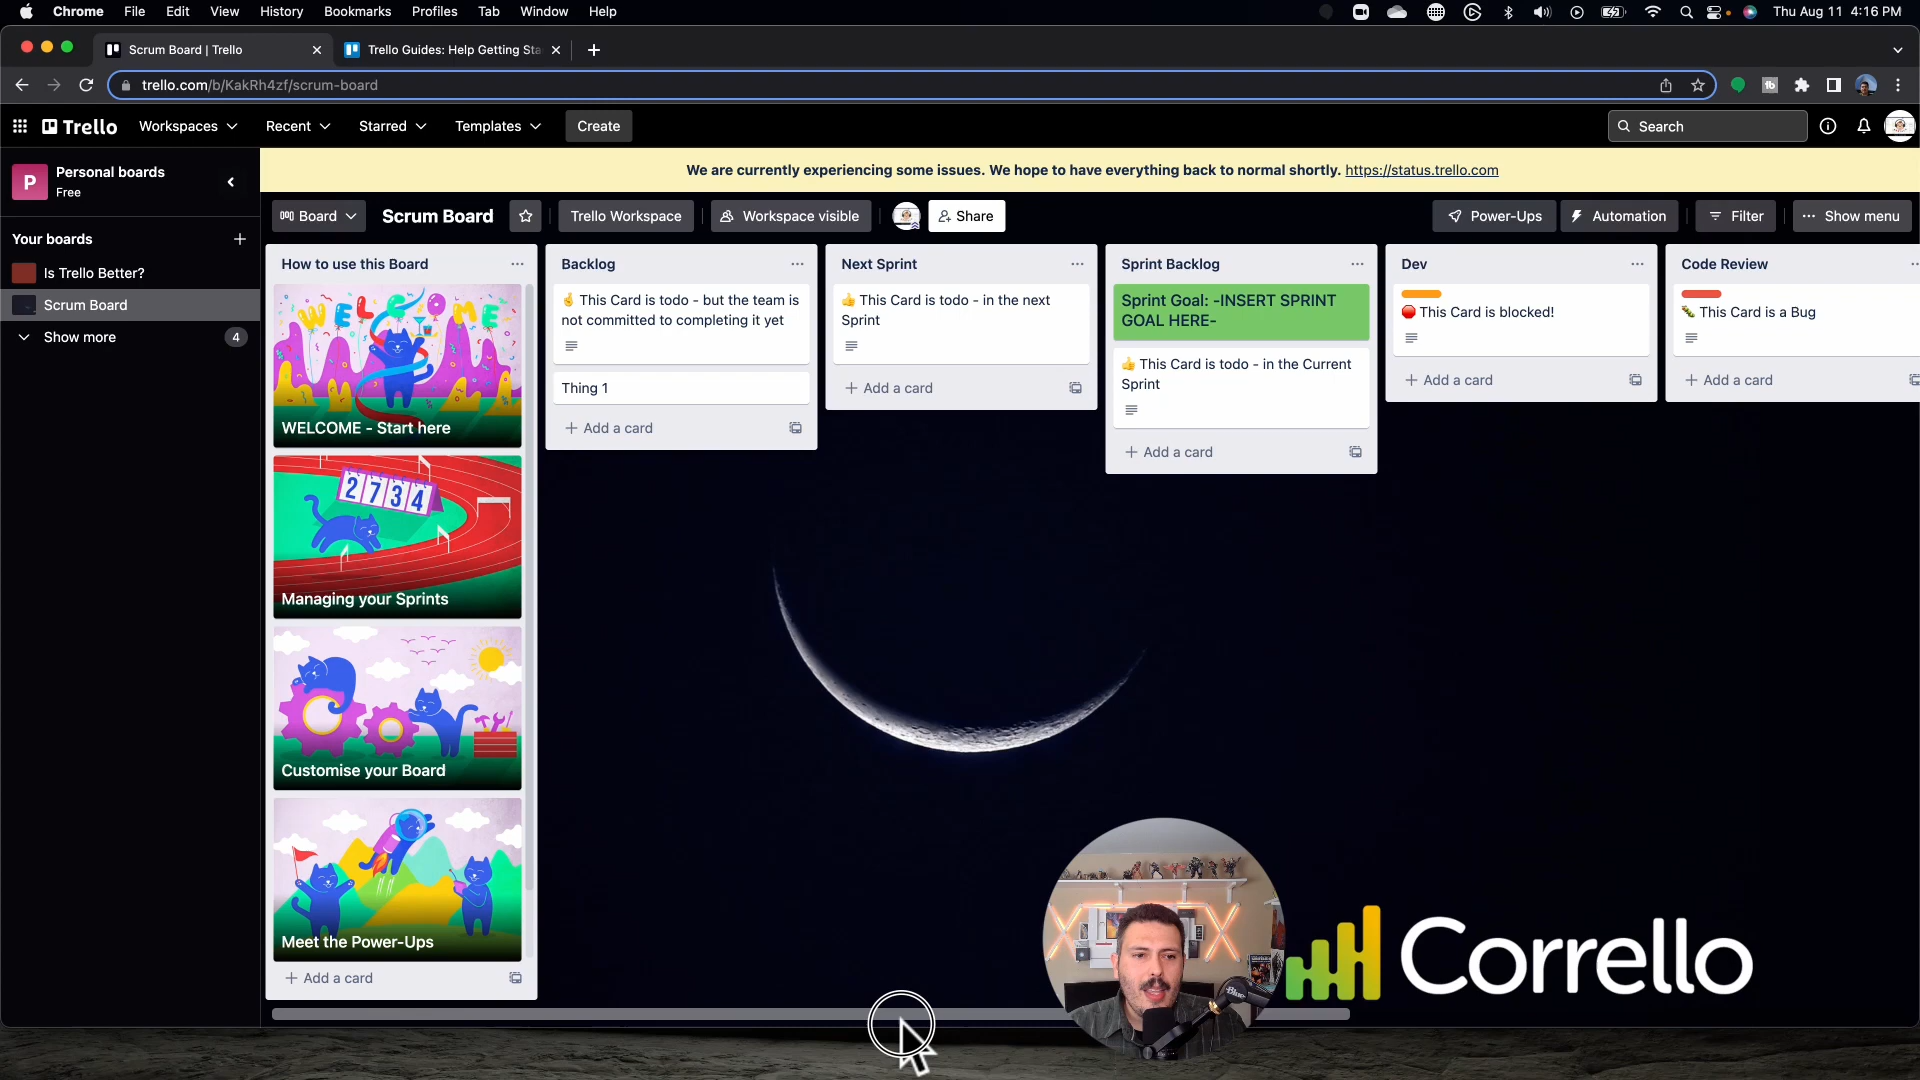 Chrome File Edit View History Bookmarks Profiles Tab Window Help
Thu Aug 11 4:16 PM
Scrum Board | Trello
Trello Guides: Help Getting Sta
trello.com/b/KakRh4zf/scrum-board
Trello
Workspaces
Recent
Starred
Templates
Create
Search
P
Personal boards
Free
We are currently experiencing some issues. We hope to have everything back to normal shortly. https://status.trello.com
Board
Scrum Board
Trello Workspace
Workspace visible
Share
Power-Ups
Automation
Filter
Show menu
Your boards
Is Trello Better?
Scrum Board
Show more
4
How to use this Board
WELCOME
WELCOME - Start here
2734
Managing your Sprints
Customise your Board
Meet the Power-Ups
Add a card
Backlog
This Card is todo - but the team is
not committed to completing it yet
Thing 1
Add a card
Next Sprint
This Card is todo - in the next
Sprint
Add a card
Sprint Backlog
Sprint Goal: -INSERT SPRINT
GOAL HERE-
This Card is todo - in the Current
Sprint
Add a card
Dev
This Card is blocked!
Add a card
Code Review
This Card is a Bug
Add a card
Blue
Corrello